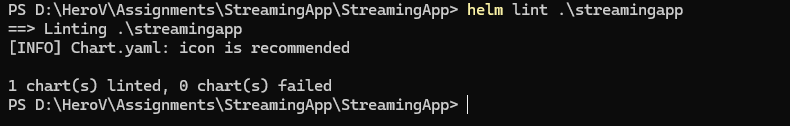 PS D:\HeroV\Assignments\StreamingApp\StreamingApp> helm lint .\streamingapp
==> Linting .\streamingapp
[INFO] Chart.yaml: icon is recommended
1 chart(s) linted, 0 chart(s) failed
PS D:\HeroV\Assignments\StreamingApp\StreamingApp>